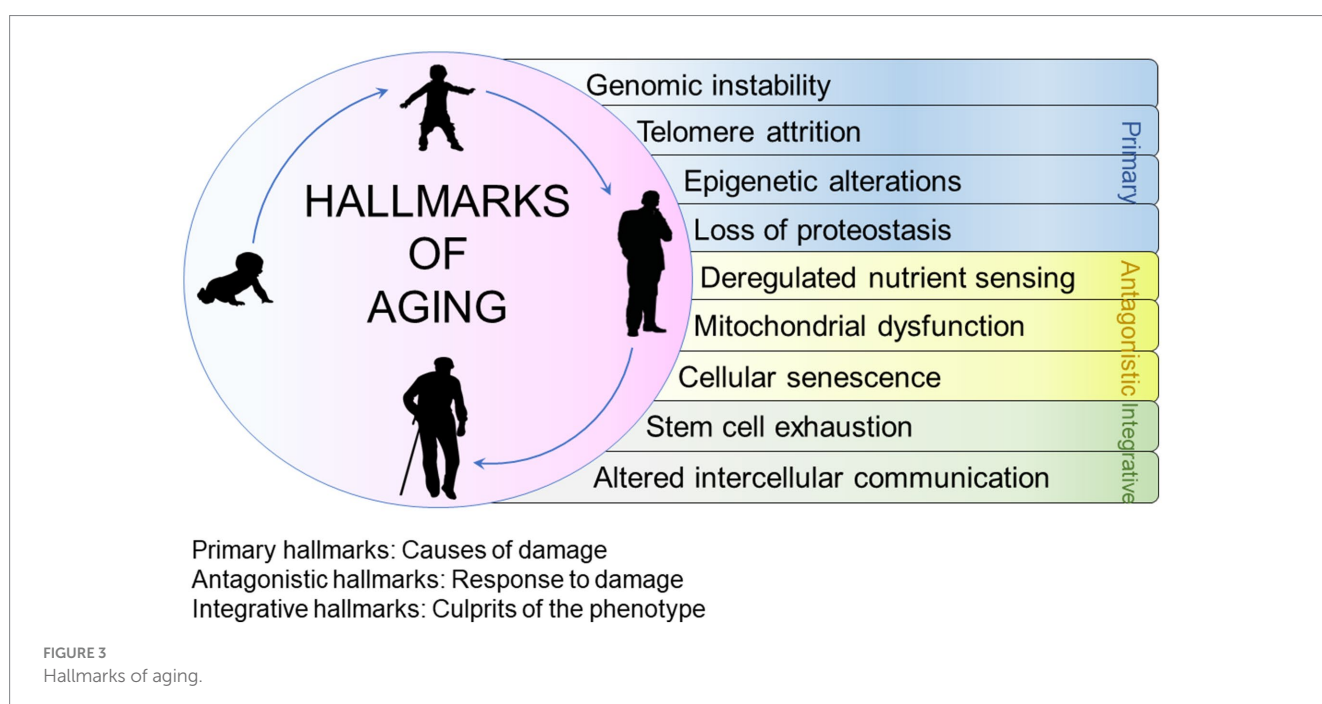 HALLMARKS
OF
AGING
Genomic instability
Telomere attrition
Epigenetic alterations
Loss of proteostasis
Deregulated nutrient sensing
Mitochondrial dysfunction
Cellular senescence
Stem cell exhaustion
Altered intercellular communication
Primary
Antagonistic
Integrative
Primary hallmarks: Causes of damage
Antagonistic hallmarks: Response to damage
Integrative hallmarks: Culprits of the phenotype
FIGURE 3
Hallmarks of aging.